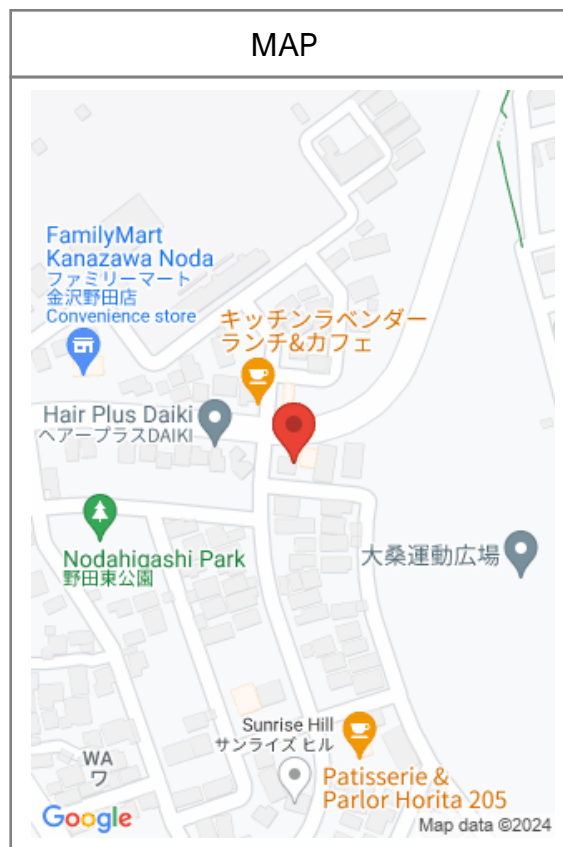 MAP
FamilyMart
Kanazawa Noda
ファミリーマート
金沢野田店
Convenience store
キッチンラベンダー
ランチ&カフェ
Hair Plus Daiki
ヘアープラスDAIKI
Nodahigashi Park
野田東公園
大桑運動広場
Sunrise Hill
サンライズ ヒル
WA
ワ
Patisserie &
Parlor Horita 205
Google
Map data ©2024